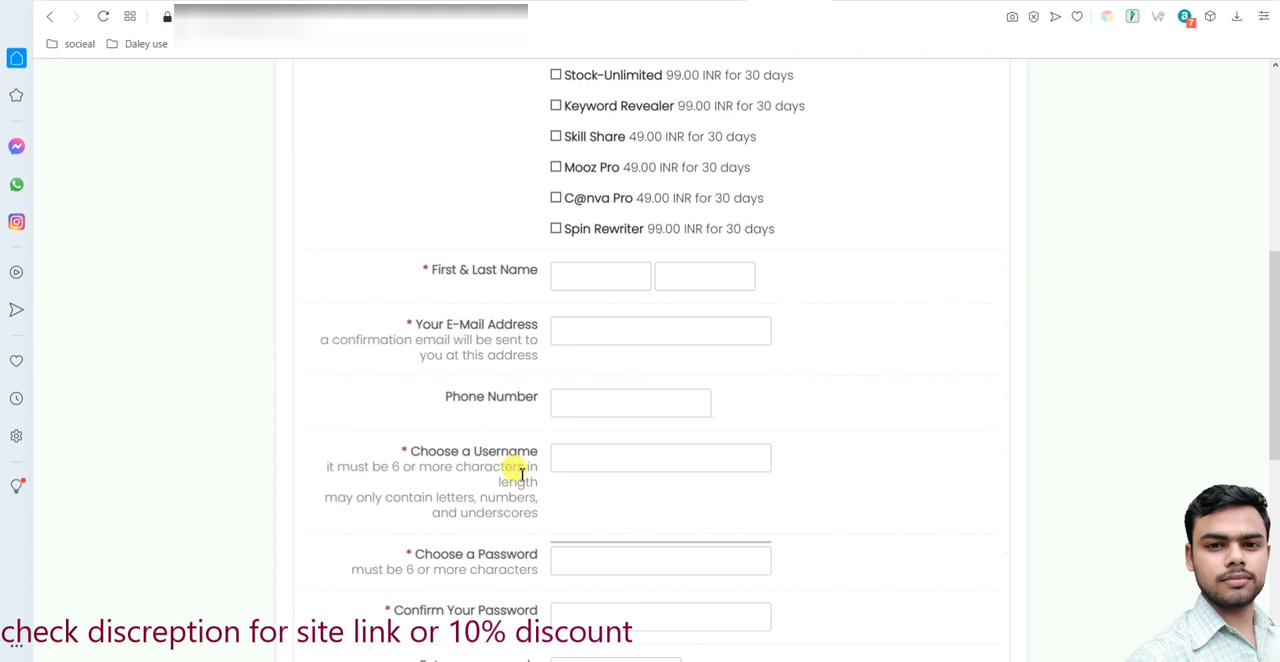 7
socieal
Daley use
Stock-Unlimited 99.00 INR for 30 days
Keyword Revealer 99.00 INR for 30 days
Skill Share 49.00 INR for 30 days
Mooz Pro 49.00 INR for 30 days
C@nva Pro 49.00 INR for 30 days
Spin Rewriter 99.00 INR for 30 days
* First & Last Name
* Your E-Mail Address
a confirmation email will be sent to
you at this address
Phone Number
* Choose a Username
it must be 6 or more characters in
length
may only contain letters, numbers,
and underscores
* Choose a Password
must be 6 or more characters
* Confirm Your Password
check discreption for site link or 10% discount